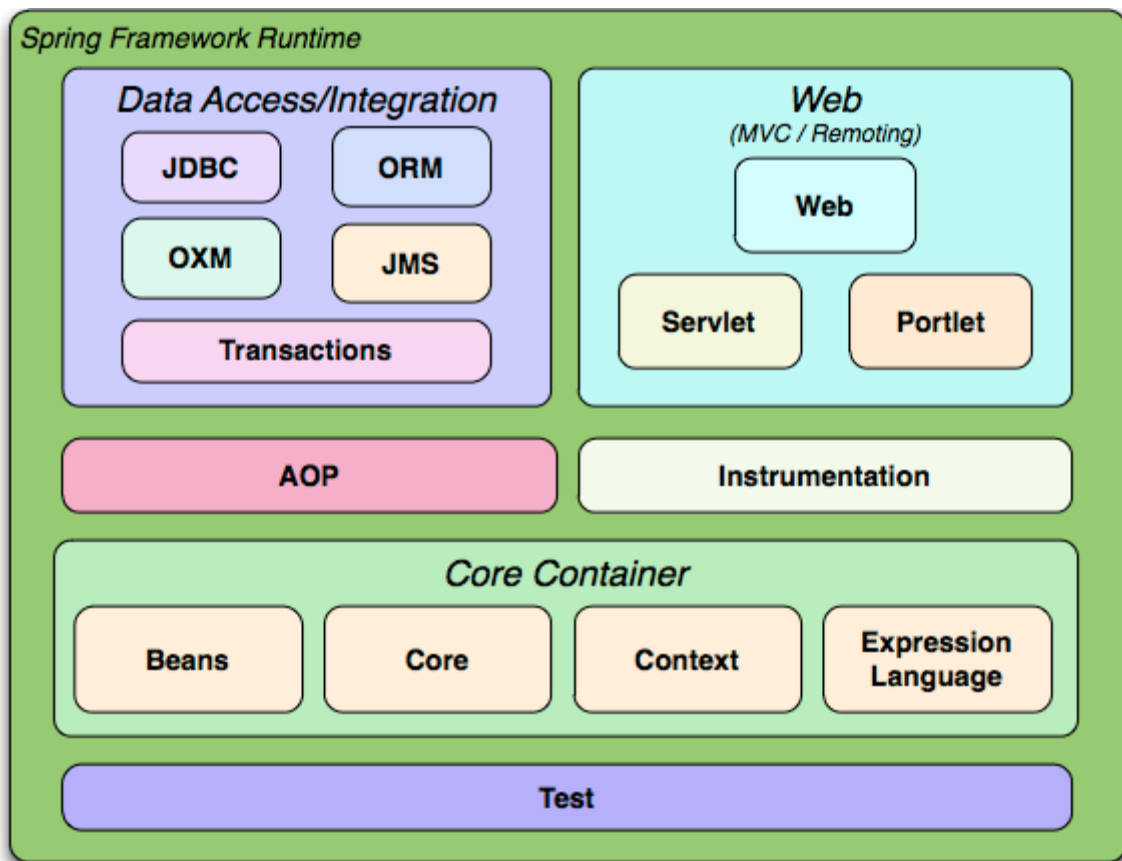 Spring Framework Runtime
Data Access/Integration
JDBC
ORM
OXM
JMS
Transactions
Web
(MVC / Remoting)
Web
Servlet
Portlet
AOP
Instrumentation
Core Container
Beans
Core
Context
Expression
Language
Test